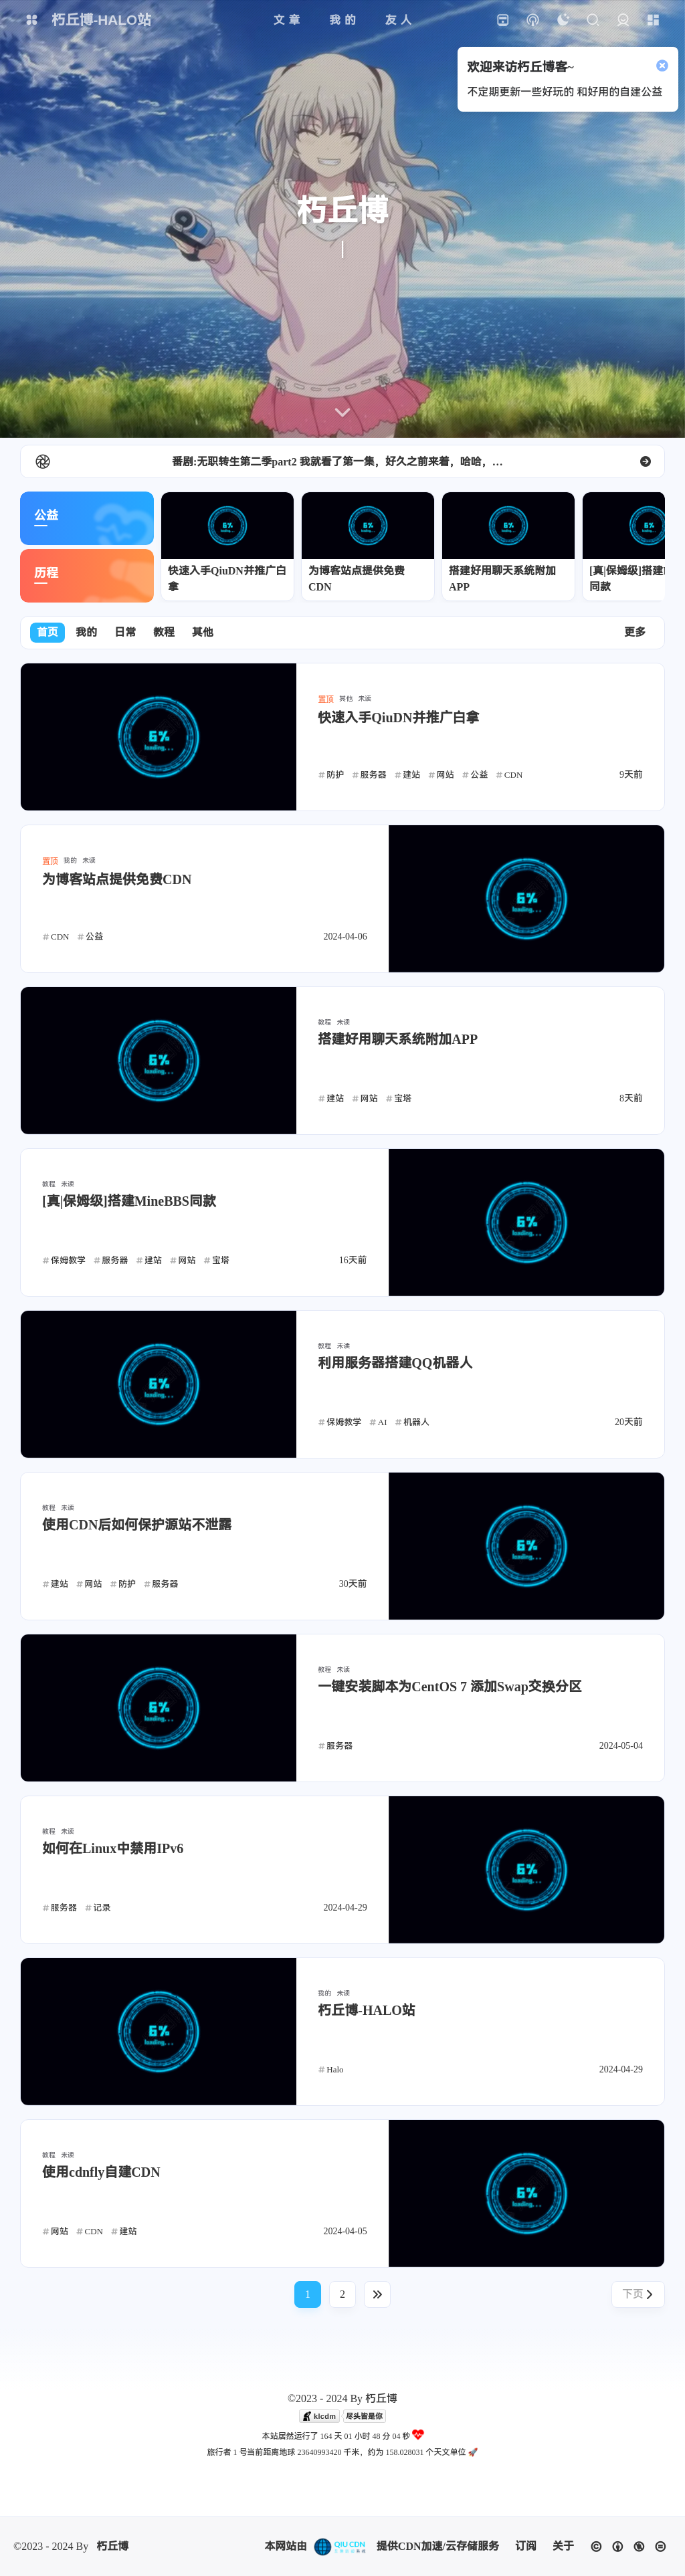 朽丘博-HALO站
文章
我的
友人
欢迎来访朽丘博客~
不定期更新一些好玩的 和好用的自建公益
朽丘博
番剧:无职转生第二季part2 我就看了第一集，好久之前来着，哈哈，…
公益
历程
6%
loading...
快速入手QiuDN并推广白拿
6%
loading...
为博客站点提供免费CDN
6%
loading...
搭建好用聊天系统附加APP
6%
[真|保姆级]搭建
同款
首页 我的 日常 教程 其他 更多
6%
loading...
置顶 其他 未读
快速入手QiuDN并推广白拿
# 防护 # 服务器 # 建站 # 网站 # 公益 # CDN 9天前
置顶 我的 未读
为博客站点提供免费CDN
# CDN # 公益 2024-04-06
6%
loading...
6%
loading...
教程 未读
搭建好用聊天系统附加APP
# 建站 # 网站 # 宝塔 8天前
教程 未读
[真|保姆级]搭建MineBBS同款
# 保姆教学 # 服务器 # 建站 # 网站 # 宝塔 16天前
6%
loading...
6%
loading...
教程 未读
利用服务器搭建QQ机器人
# 保姆教学 # AI # 机器人 20天前
教程 未读
使用CDN后如何保护源站不泄露
# 建站 # 网站 # 防护 # 服务器 30天前
6%
loading...
6%
loading...
教程 未读
一键安装脚本为CentOS 7 添加Swap交换分区
# 服务器 2024-05-04
教程 未读
如何在Linux中禁用IPv6
# 服务器 # 记录 2024-04-29
6%
loading...
6%
loading...
我的 未读
朽丘博-HALO站
# Halo 2024-04-29
教程 未读
使用cdnfly自建CDN
# 网站 # CDN # 建站 2024-04-05
6%
loading...
1 2 下页
©2023 - 2024 By 朽丘博
klcdm 尽头皆是你
本站居然运行了 164 天 01 小时 48 分 04 秒
旅行者 1 号当前距离地球 23640993420 千米，约为 158.028031 个天文单位 🚀
©2023 - 2024 By 朽丘博
本网站由 QIU CDN 提供CDN加速/云存储服务 订阅 关于